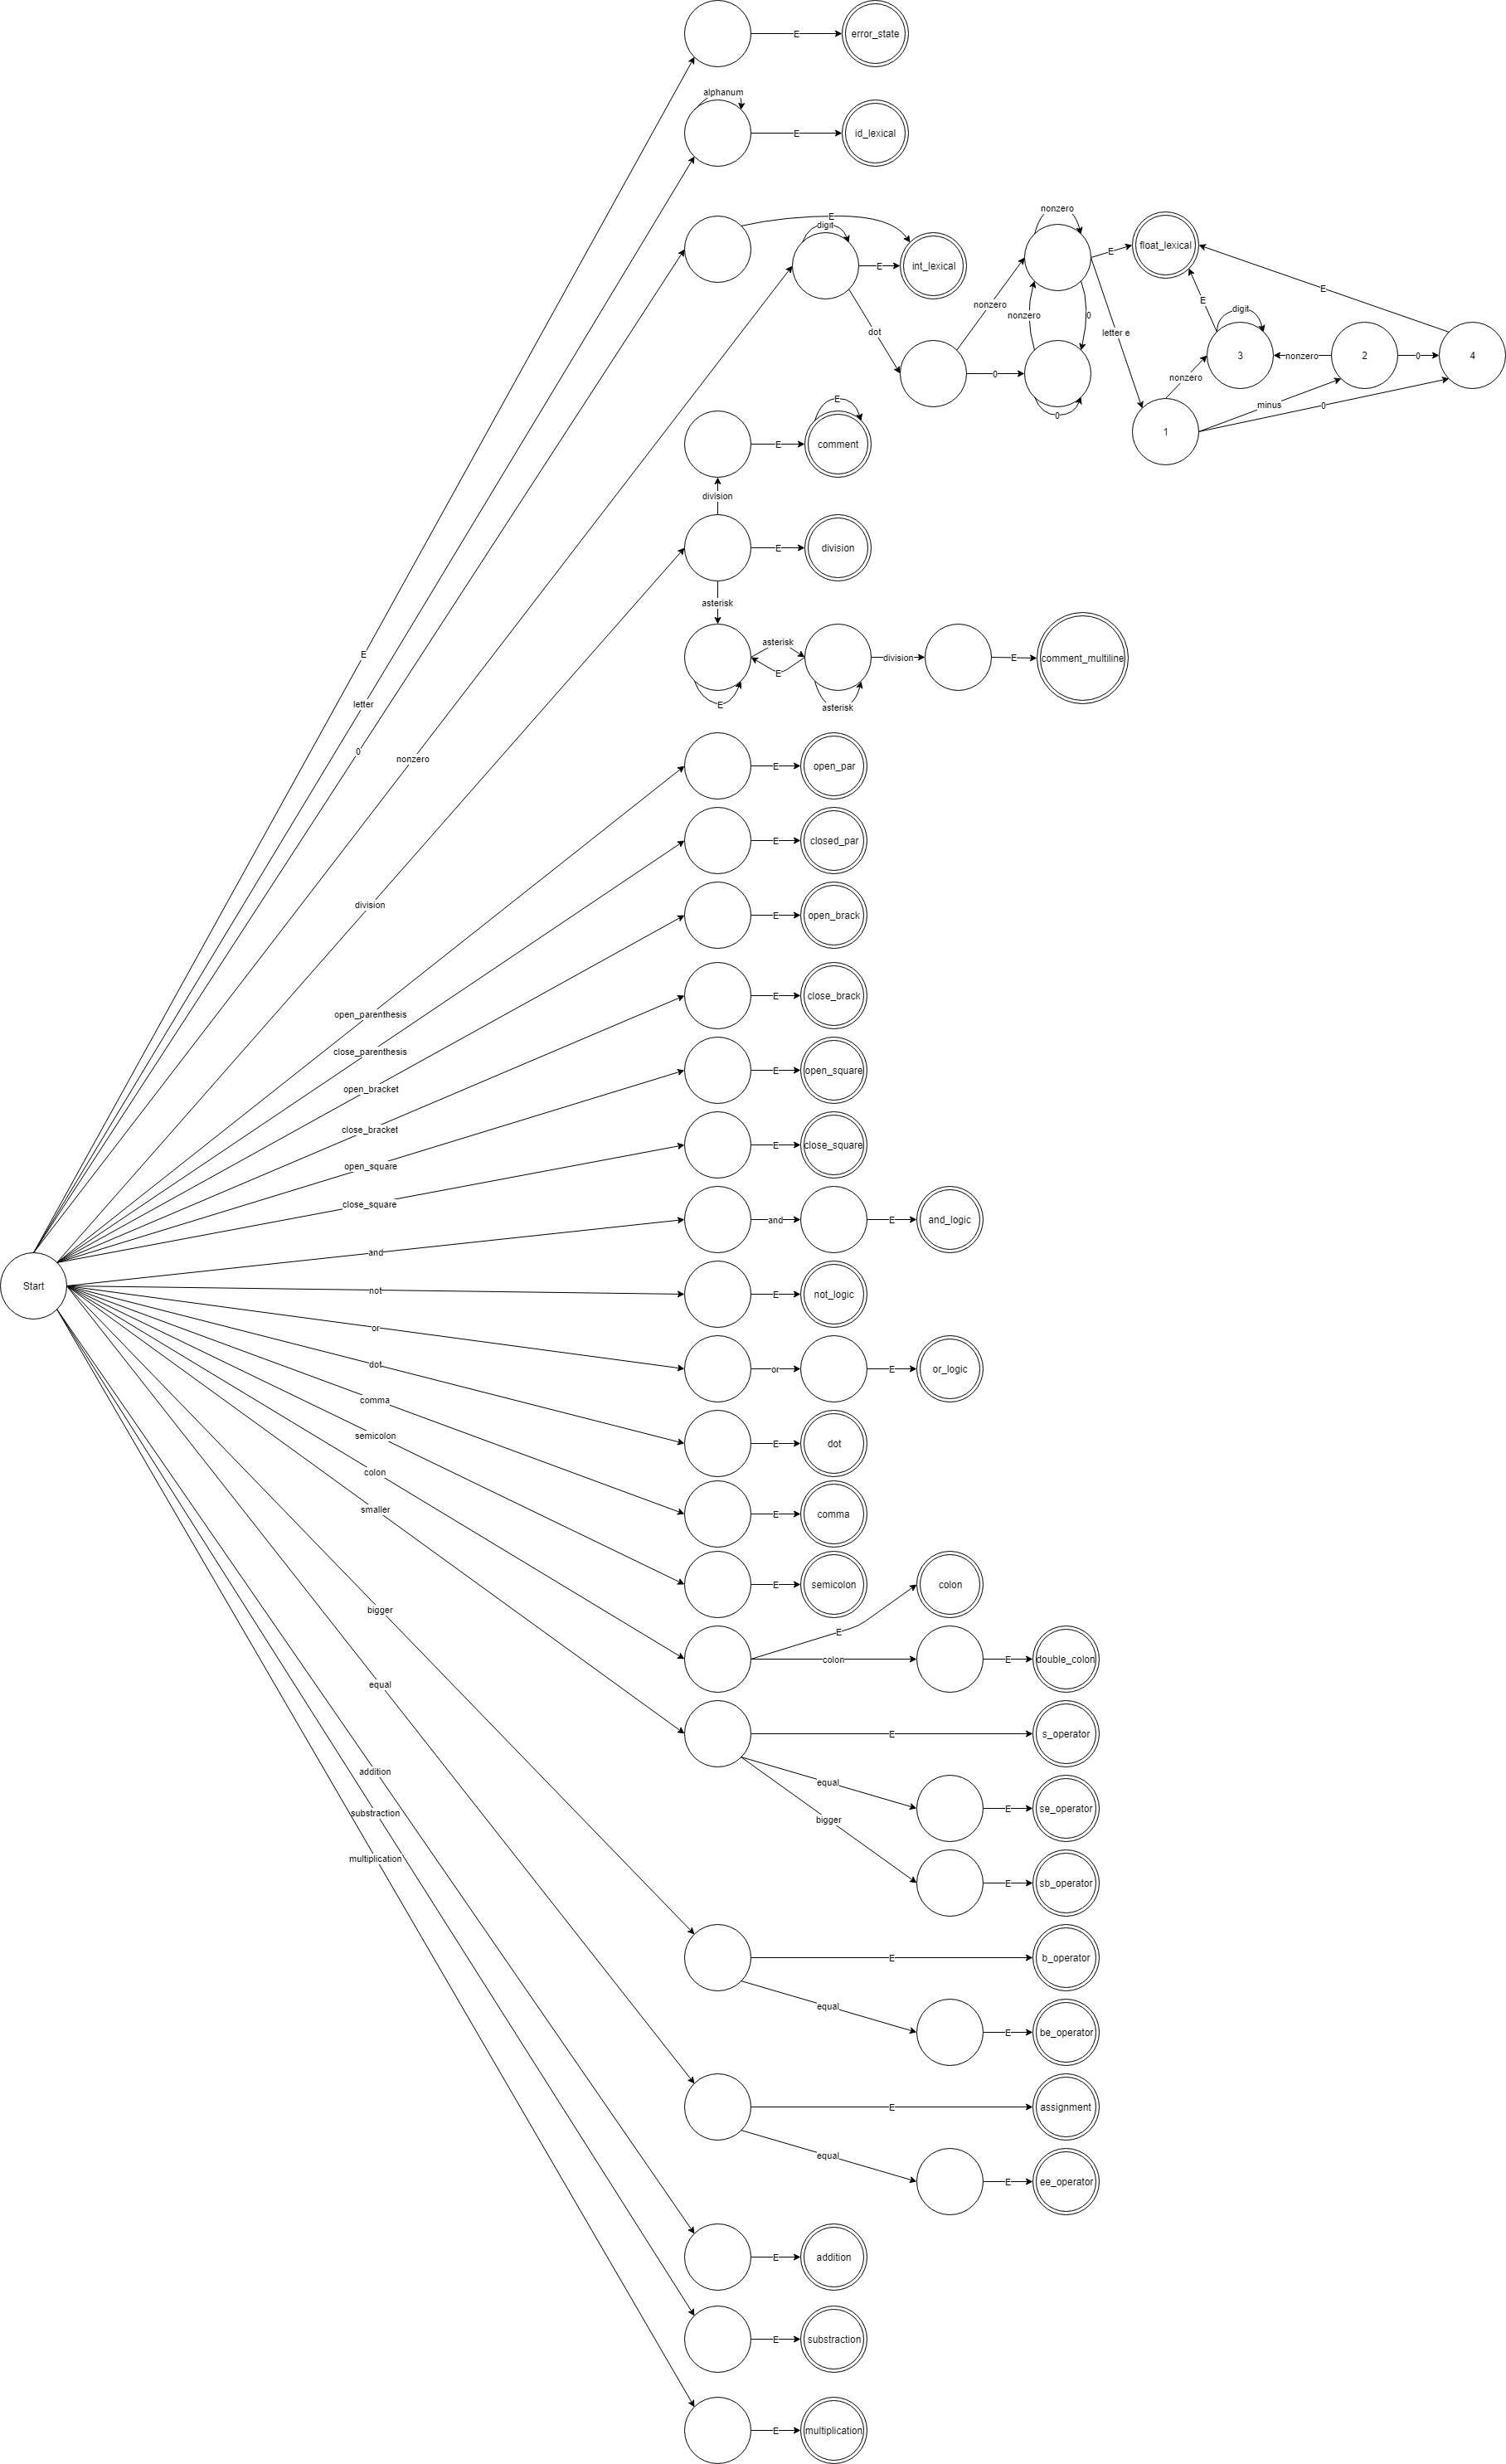 E
error_state
alphanum
E
id_lexical
E
digit
E
int_lexical
nonzero
E
float_lexical
nonzero
nonzero
0
dot
letter e
E
digit
E
0
0
nonzero
3
nonzero
2
0
4
minus
0
1
E
E
comment
division
E
division
asterisk
asterisk
E
division
E
comment_multiline
E
asterisk
E
letter
0
nonzero
division
E
open_par
E
closed_par
E
open_brack
E
close_brack
E
open_square
E
close_square
open_parenthesis
close_parenthesis
open_bracket
close_bracket
open_square
close_square
and
and
E
and_logic
Start
not
E
not_logic
or
or
E
or_logic
dot
E
dot
comma
E
comma
semicolon
E
semicolon
colon
E
colon
colon
E
double_colon
smaller
E
s_operator
equal
E
se_operator
bigger
E
sb_operator
bigger
E
b_operator
equal
E
be_operator
equal
E
assignment
equal
E
ee_operator
addition
substraction
multiplication
E
addition
E
substraction
E
multiplication